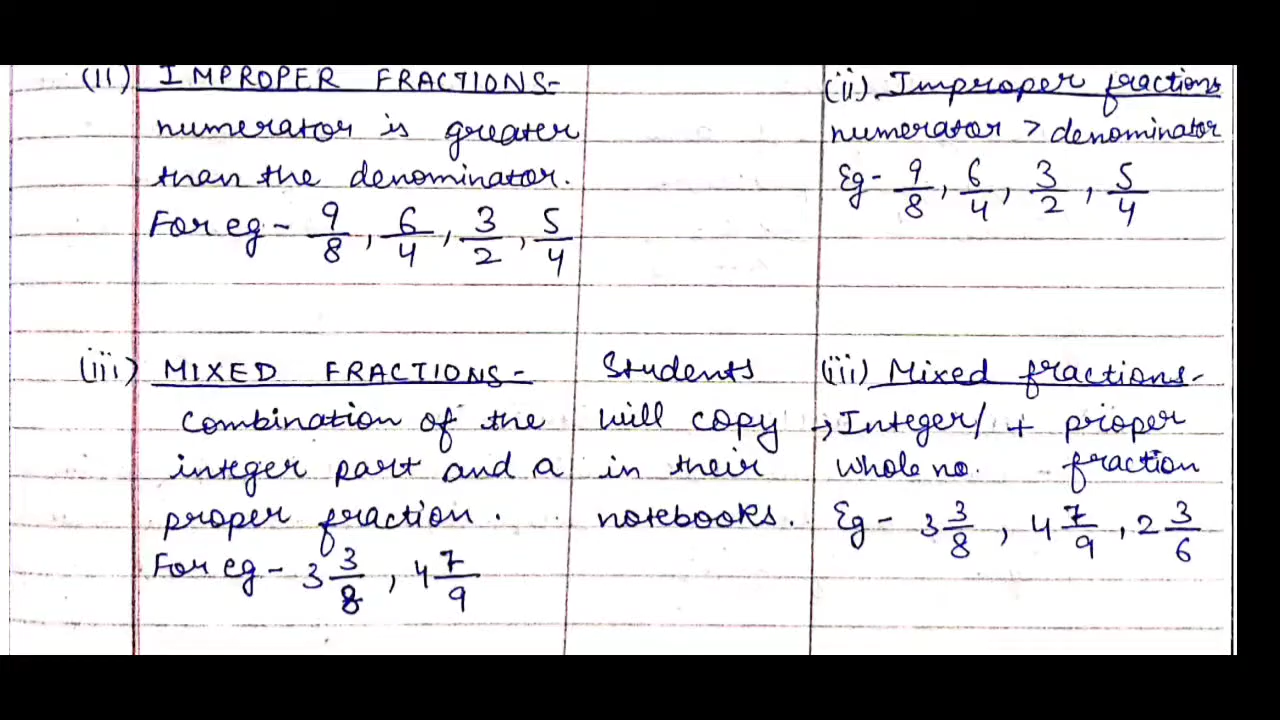 (ii) IMPROPER FRACTIONS-
numerator is greater
than the denominator.
For eg - 9/8, 6/4, 3/2, 5/4
(iii) MIXED FRACTIONS-
Combination of the
integer part and a
proper fraction.
For eg - 3 3/8, 4 7/9
Students
will copy
in their
notebooks.
(ii) Improper fractions
numerator > denominator
Eg - 9/8, 6/4, 3/2, 5/4
(iii) Mixed fractions-
→ Integer/ + proper
whole no. fraction
Eg - 3 3/8, 4 7/9, 2 3/6